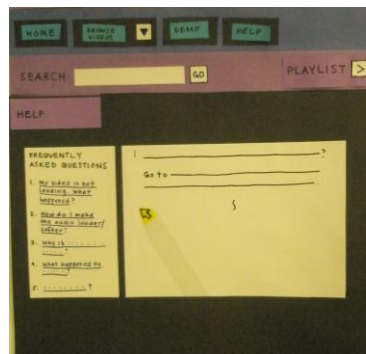 HOME
BROWSE
VIDEOS
▼
DEMO
HELP
SEARCH:
GO
PLAYLIST >
HELP
FREQUENTLY
ASKED QUESTIONS
1. My video is not
loading. What
happened?
2. How do I make
the audio louder/
softer?
3. Why is ........
.....?
4. What happened to
......?
5. ........?
1 ?
Go to